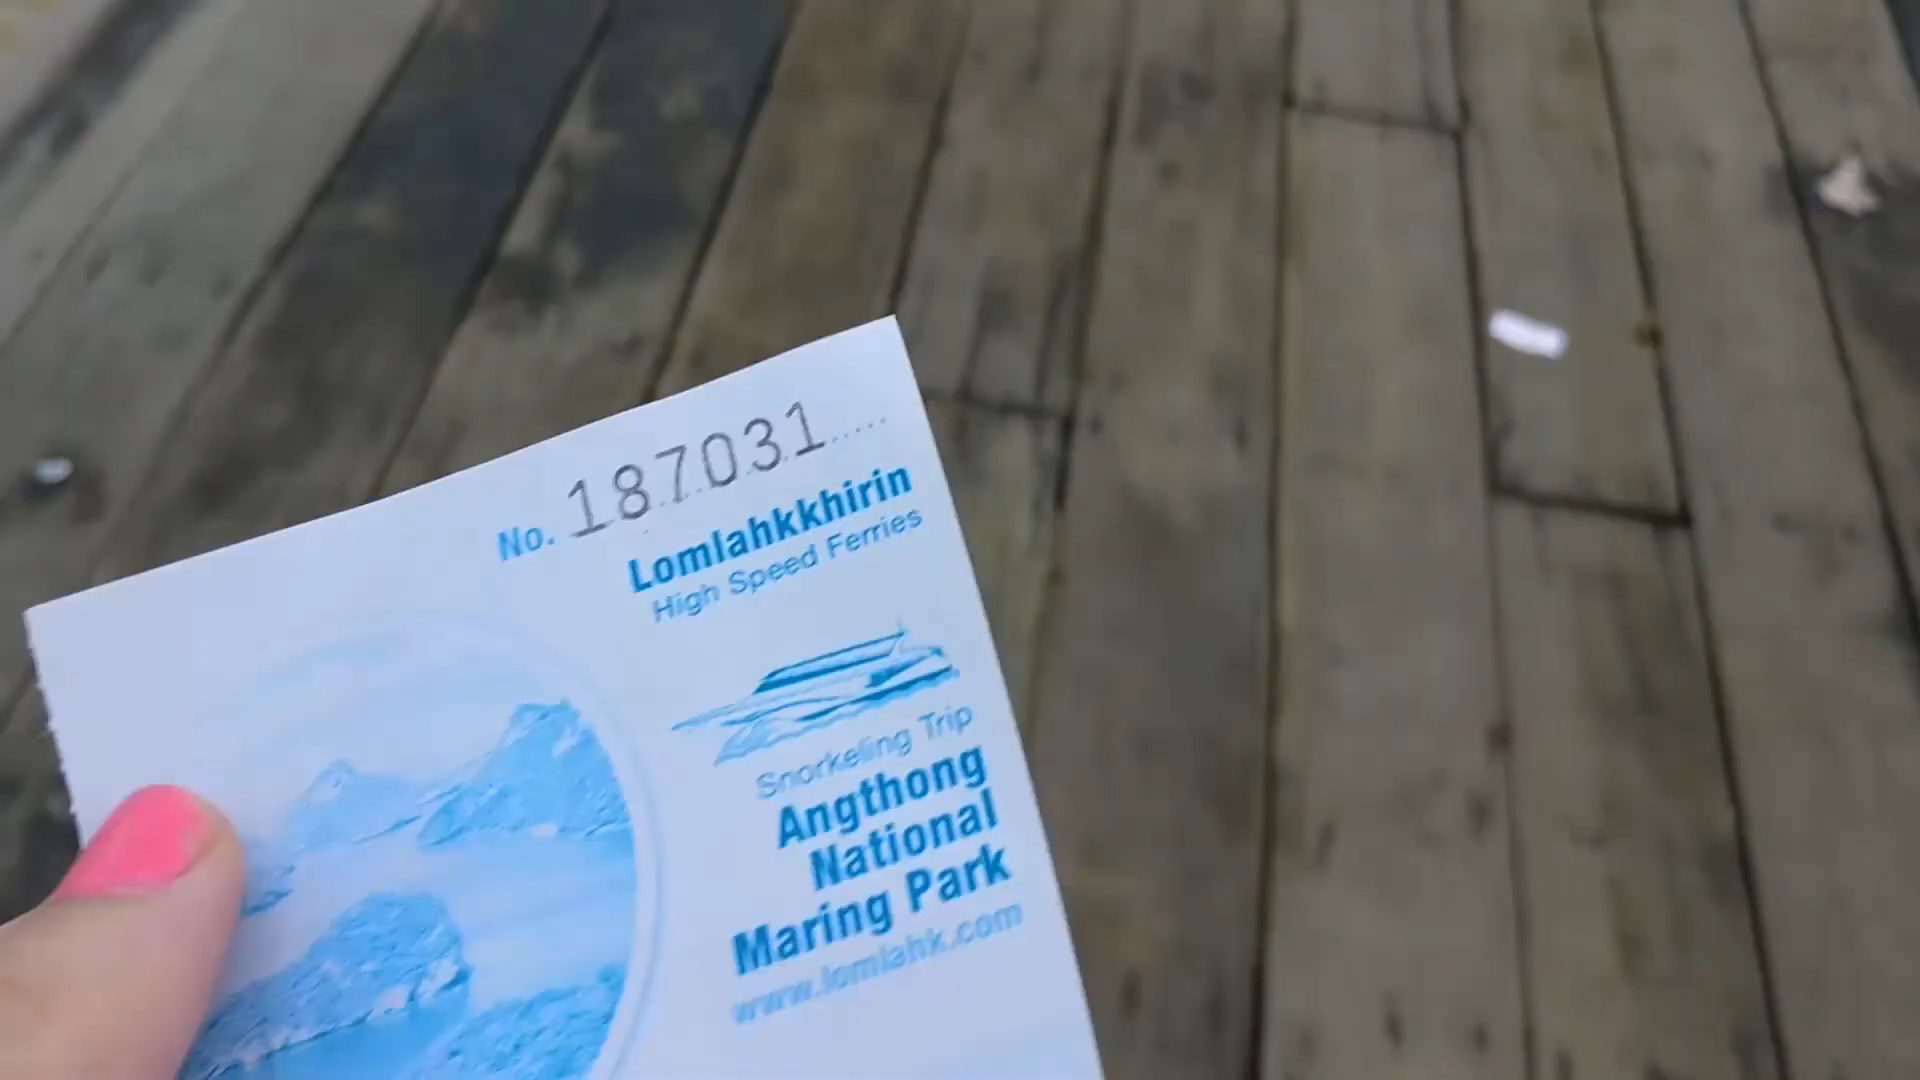 No. 187031
Lomlahkkhirin
High Speed Ferries
Snorkeling Trip
Angthong
National
Maring Park
www.lomlahk.com